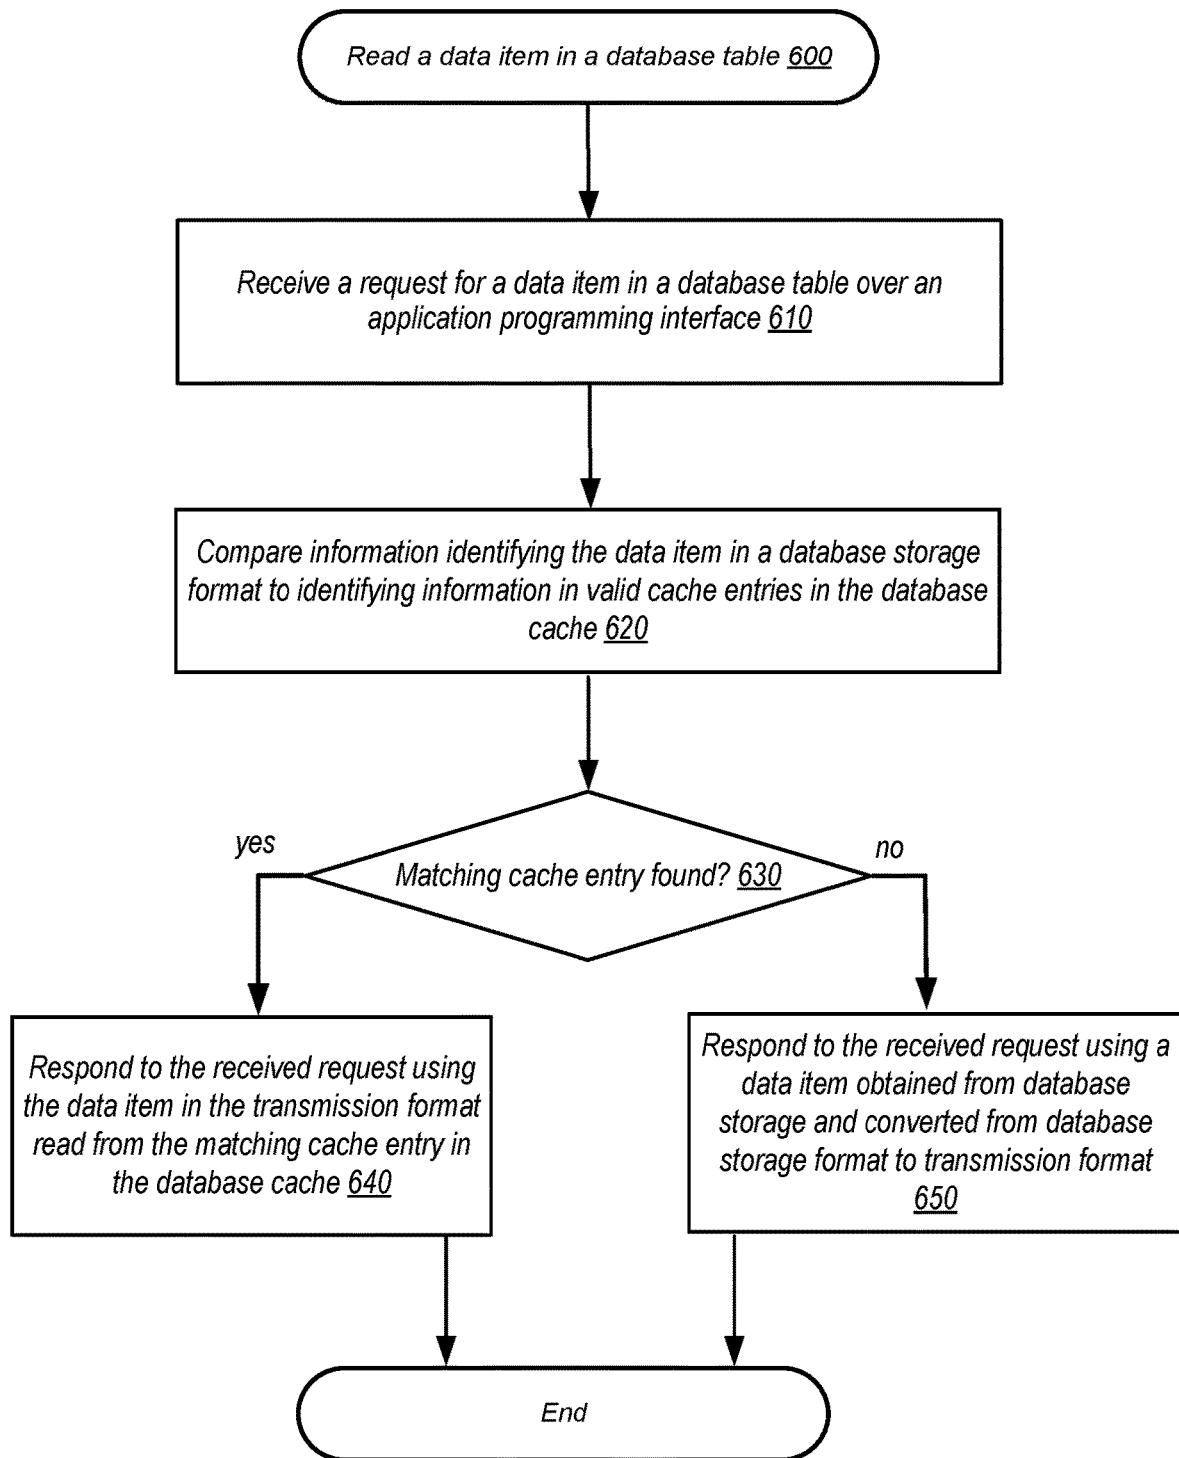 Read a data item in a database table 600
Receive a request for a data item in a database table over an
application programming interface 610
Compare information identifying the data item in a database storage
format to identifying information in valid cache entries in the database
cache 620
yes
no
Matching cache entry found? 630
Respond to the received request using
the data item in the transmission format
read from the matching cache entry in
the database cache 640
Respond to the received request using a
data item obtained from database
storage and converted from database
storage format to transmission format
650
End